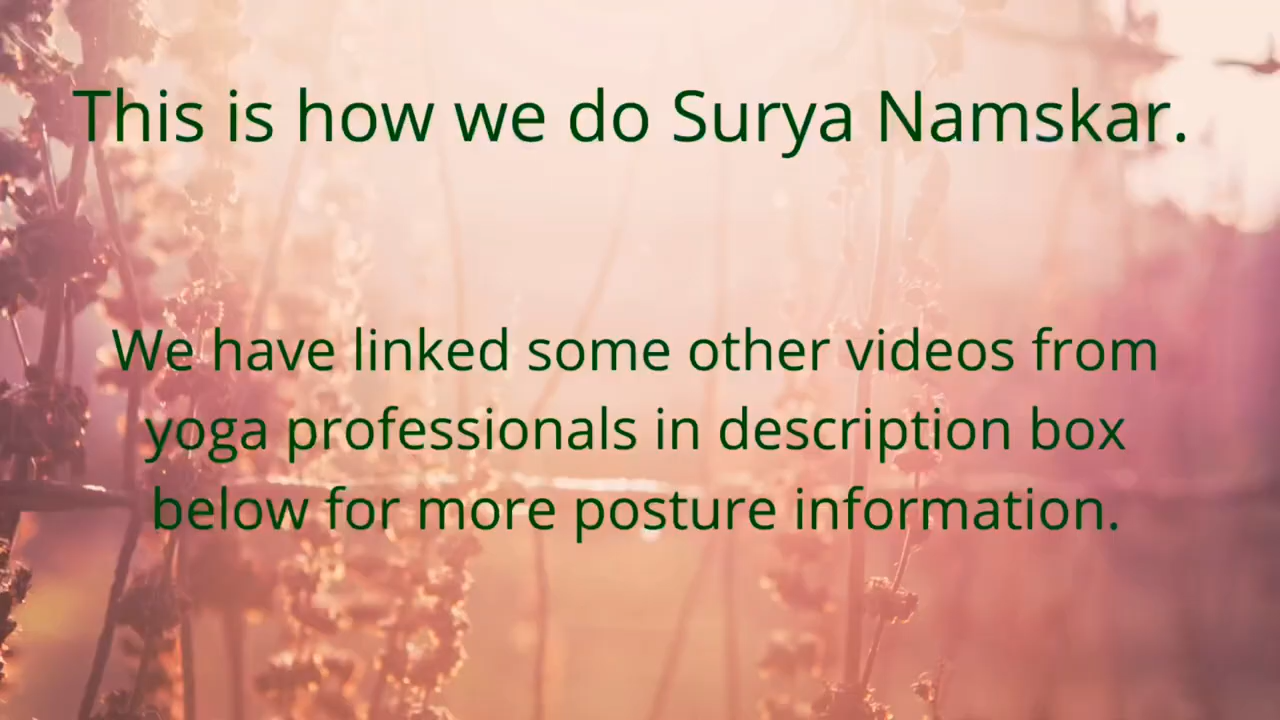 This is how we do Surya Namskar.
We have linked some other videos from
yoga professionals in description box
below for more posture information.